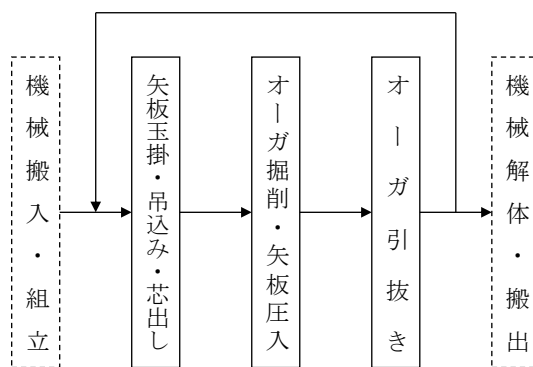 機械搬入・組立
矢板玉掛・吊込み・芯出し
オーガ掘削・矢板圧入
オーガ引抜き
機械解体・搬出